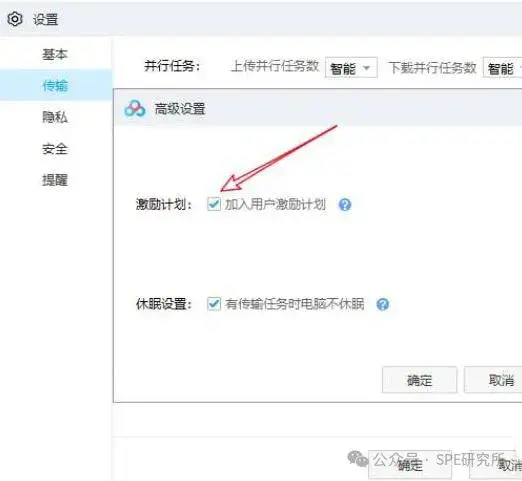 设置
基本
传输
隐私
安全
提醒
并行任务： 上传并行任务数 智能 下载并行任务数 智能
高级设置
激励计划： 加入用户激励计划 ?
休眠设置： 有传输任务时电脑不休眠 ?
确定 取消
确定 取消
公众号 · SPE研究所